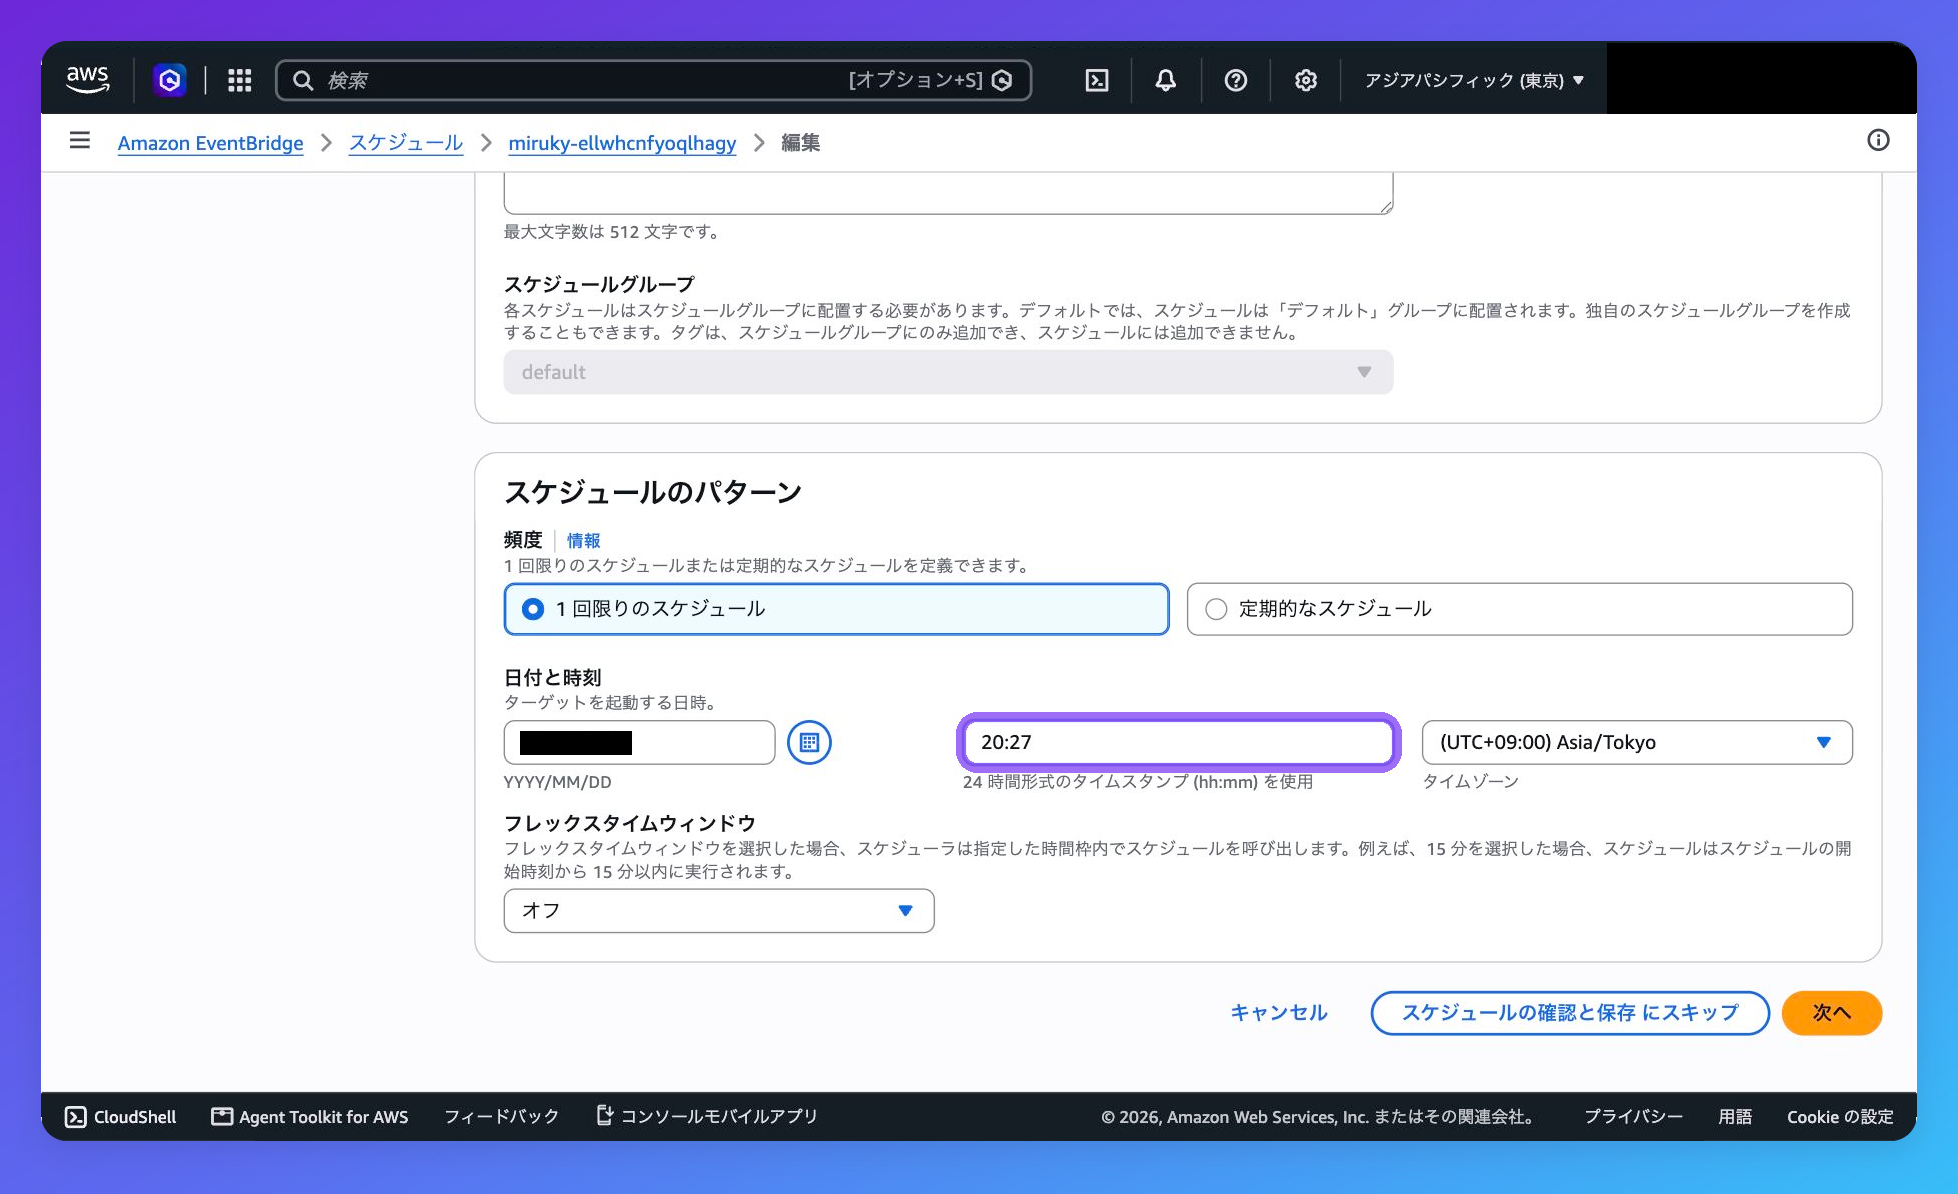 aws
検索
[オプション+S]
アジアパシフィック (東京)
Amazon EventBridge
スケジュール
miruky-ellwhcnfyoqlhagy
編集
最大文字数は 512 文字です。
スケジュールグループ
各スケジュールはスケジュールグループに配置する必要があります。デフォルトでは、スケジュールは「デフォルト」グループに配置されます。独自のスケジュールグループを作成
することもできます。タグは、スケジュールグループにのみ追加でき、スケジュールには追加できません。
default
スケジュールのパターン
頻度
情報
1 回限りのスケジュールまたは定期的なスケジュールを定義できます。
1 回限りのスケジュール
定期的なスケジュール
日付と時刻
ターゲットを起動する日時。
20:27
(UTC+09:00) Asia/Tokyo
YYYY/MM/DD
24 時間形式のタイムスタンプ (hh:mm) を使用
タイムゾーン
フレックスタイムウィンドウ
フレックスタイムウィンドウを選択した場合、スケジューラは指定した時間枠内でスケジュールを呼び出します。例えば、15 分を選択した場合、スケジュールはスケジュールの開
始時刻から 15 分以内に実行されます。
オフ
キャンセル
スケジュールの確認と保存 にスキップ
次へ
CloudShell
Agent Toolkit for AWS
フィードバック
コンソールモバイルアプリ
© 2026, Amazon Web Services, Inc. またはその関連会社。
プライバシー
用語
Cookie の設定